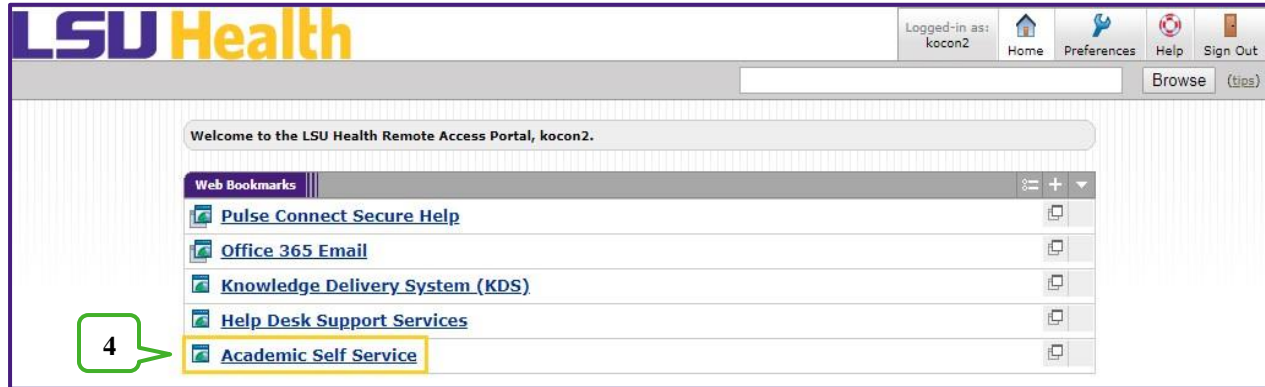 LSU Health
Logged-in as:
kocon2
Home
Preferences
Help
Sign Out
Browse
(tips)
Welcome to the LSU Health Remote Access Portal, kocon2.
Web Bookmarks
Pulse Connect Secure Help
Office 365 Email
Knowledge Delivery System (KDS)
Help Desk Support Services
4
Academic Self Service